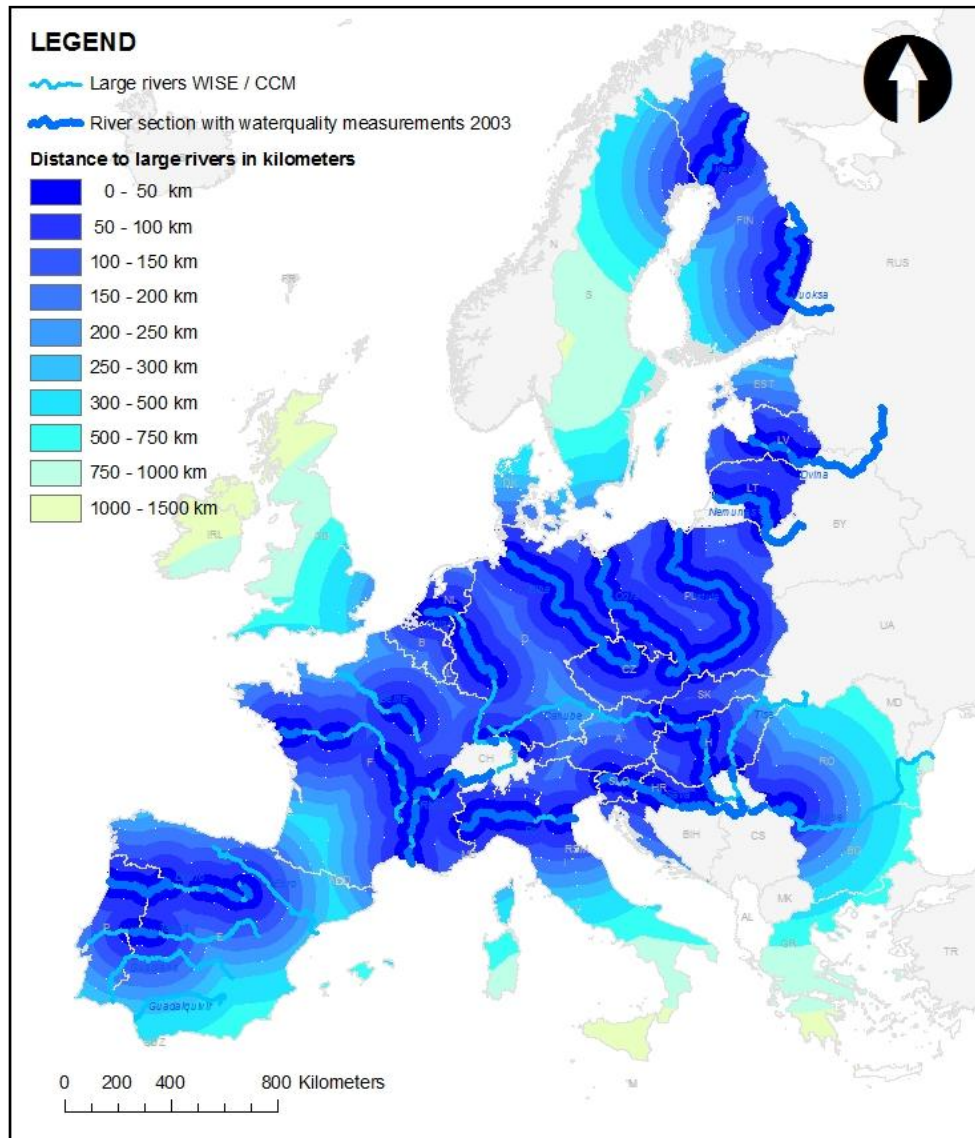 LEGEND
Large rivers WISE / CCM
River section with waterquality measurements 2003
Distance to large rivers in kilometers
0 - 50 km
50 - 100 km
100 - 150 km
150 - 200 km
200 - 250 km
250 - 300 km
300 - 500 km
500 - 750 km
750 - 1000 km
1000 - 1500 km
N
S
FIN
RUS
EST
LV
Dvina
LT
BY
IRL
NL
B
D
PL
UA
CZ
SK
MD
Danube
CH
A
F
RO
SLO
HR
BIH
CS
BG
MK
AL
GR
TR
P
E
Guadalquivir
0 200 400 800 Kilometers